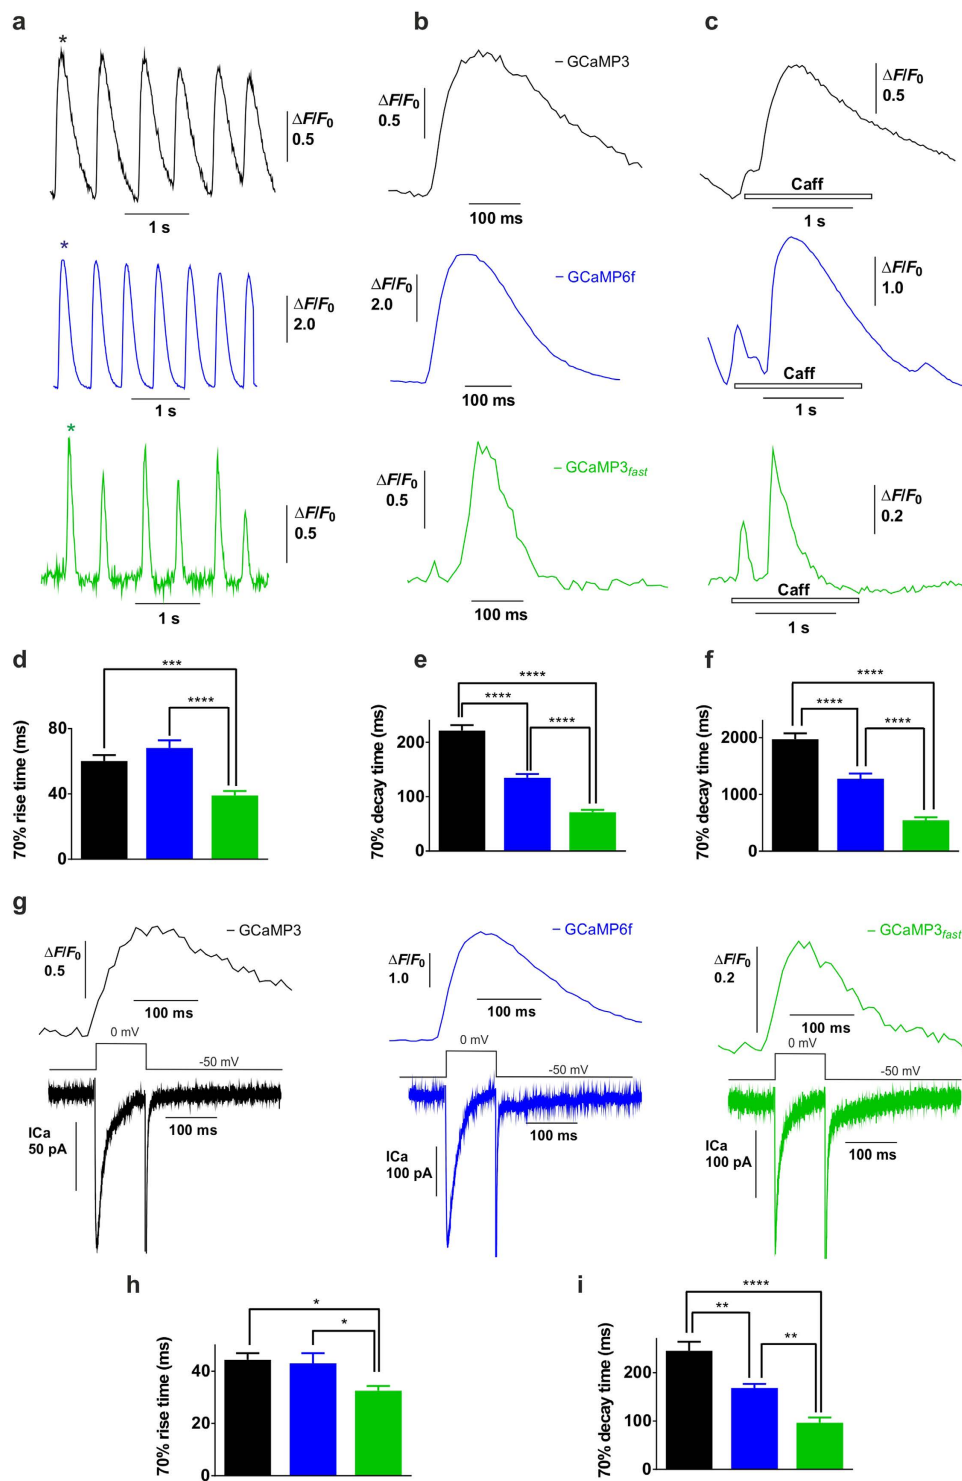 a
*
ΔF/F0
0.5
1 s
*
ΔF/F0
2.0
1 s
*
ΔF/F0
0.5
1 s
b
– GCaMP3
ΔF/F0
0.5
100 ms
– GCaMP6f
ΔF/F0
2.0
100 ms
– GCaMP3fast
ΔF/F0
0.5
100 ms
c
ΔF/F0
0.5
Caff
1 s
ΔF/F0
1.0
Caff
1 s
ΔF/F0
0.2
Caff
1 s
d
***
****
70% rise time (ms)
80
40
0
e
****
****
****
70% decay time (ms)
200
100
0
f
****
****
****
70% decay time (ms)
2000
1000
0
g
– GCaMP3
ΔF/F0
0.5
100 ms
0 mV
-50 mV
ICa
50 pA
100 ms
– GCaMP6f
ΔF/F0
1.0
100 ms
0 mV
-50 mV
ICa
100 pA
100 ms
– GCaMP3fast
ΔF/F0
0.2
100 ms
0 mV
-50 mV
ICa
100 pA
100 ms
h
*
*
70% rise time (ms)
40
20
0
i
****
**
**
70% decay time (ms)
200
100
0